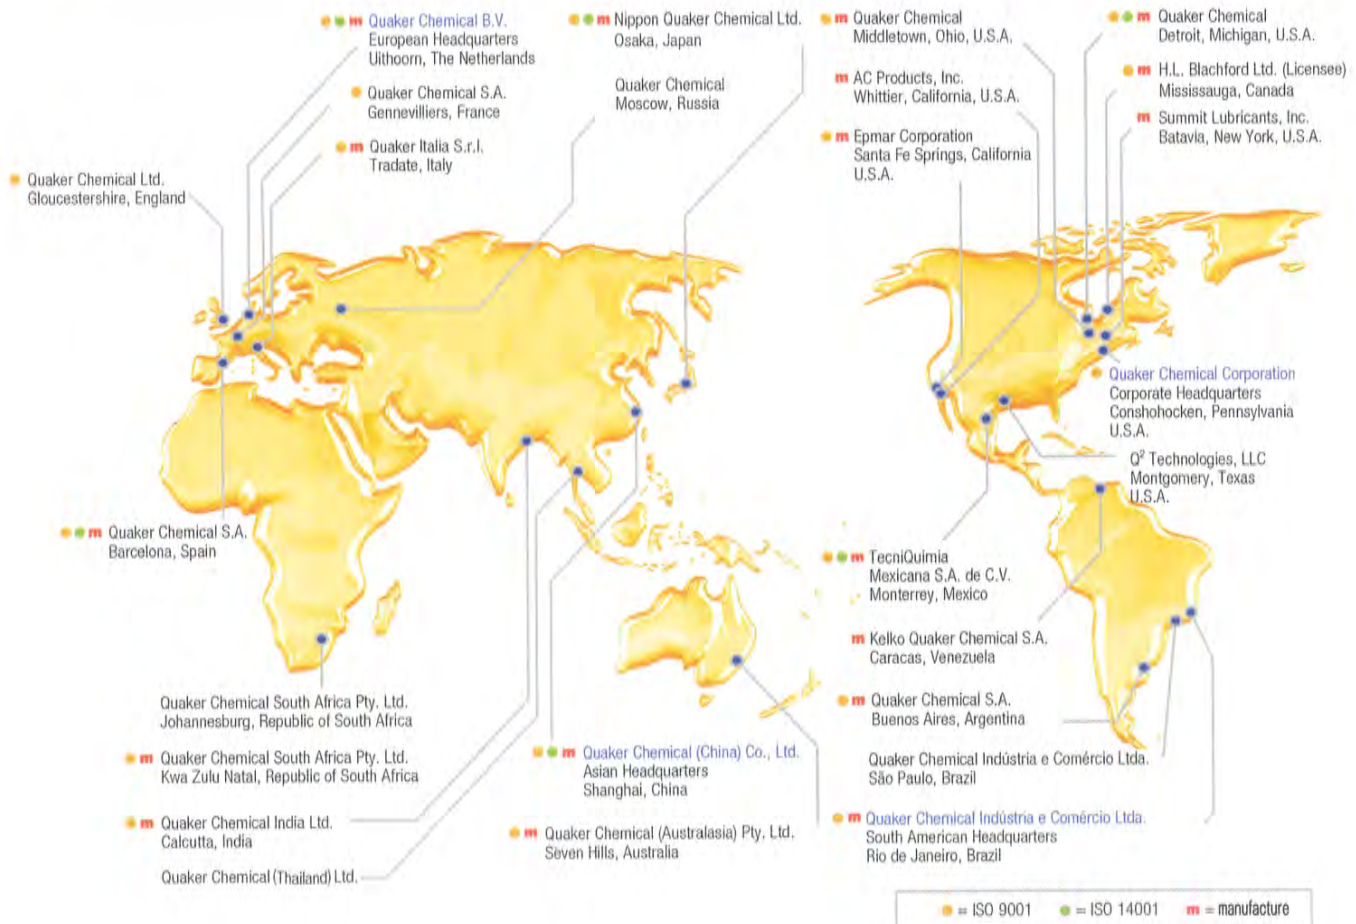 m Quaker Chemical B.V.
European Headquarters
Uithoorn, The Netherlands
Quaker Chemical S.A.
Gennevilliers, France
m Quaker Italia S.r.l.
Tradate, Italy
Quaker Chemical Ltd.
Gloucestershire, England
m Nippon Quaker Chemical Ltd.
Osaka, Japan
Quaker Chemical
Moscow, Russia
m Quaker Chemical
Middletown, Ohio, U.S.A.
m AC Products, Inc.
Whittier, California, U.S.A.
m Epmar Corporation
Santa Fe Springs, California
U.S.A.
m Quaker Chemical
Detroit, Michigan, U.S.A.
m H.L. Blachford Ltd. (Licensee)
Mississauga, Canada
m Summit Lubricants, Inc.
Batavia, New York, U.S.A.
Quaker Chemical Corporation
Corporate Headquarters
Conshohocken, Pennsylvania
U.S.A.
Q² Technologies, LLC
Montgomery, Texas
U.S.A.
m Quaker Chemical S.A.
Barcelona, Spain
m TecniQuimia
Mexicana S.A. de C.V.
Monterrey, Mexico
m Kelko Quaker Chemical S.A.
Caracas, Venezuela
m Quaker Chemical S.A.
Buenos Aires, Argentina
Quaker Chemical Indústria e Comércio Ltda.
São Paulo, Brazil
m Quaker Chemical Indústria e Comércio Ltda.
South American Headquarters
Rio de Janeiro, Brazil
Quaker Chemical South Africa Pty. Ltd.
Johannesburg, Republic of South Africa
m Quaker Chemical South Africa Pty. Ltd.
Kwa Zulu Natal, Republic of South Africa
m Quaker Chemical India Ltd.
Calcutta, India
Quaker Chemical (Thailand) Ltd.
m Quaker Chemical (China) Co., Ltd.
Asian Headquarters
Shanghai, China
m Quaker Chemical (Australasia) Pty. Ltd.
Seven Hills, Australia
= ISO 9001 = ISO 14001 m = manufacture